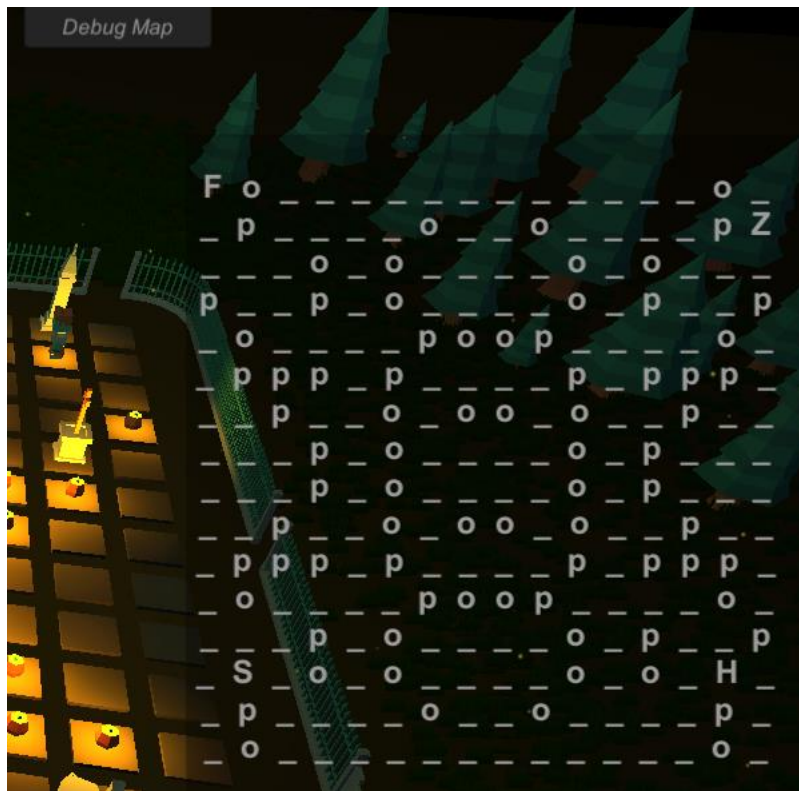 Debug Map
F o _ _ _ _ _ _ _ _ _ _ _ _ o _
_ p _ _ _ _ o _ _ o _ _ _ _ p Z
_ _ _ o _ o _ _ _ _ o _ o _ _ _
p _ _ p _ o _ _ _ _ o _ p _ _ p
_ o _ _ _ _ p o o p _ _ _ _ o _
_ p p p _ p _ _ _ _ p _ p p p _
_ _ p _ _ o _ o o _ o _ _ p _ _
_ _ _ p _ o _ _ _ _ o _ p _ _ _
_ _ _ p _ o _ _ _ _ o _ p _ _ _
_ _ p _ _ o _ o o _ o _ _ p _ _
_ p p p _ p _ _ _ _ p _ p p p _
_ o _ _ _ _ p o o p _ _ _ _ o _
_ _ _ p _ o _ _ _ _ o _ p _ _ p
_ S _ o _ o _ _ _ _ o _ o _ H _
_ p _ _ _ _ o _ _ o _ _ _ _ p _
_ o _ _ _ _ _ _ _ _ _ _ _ _ o _